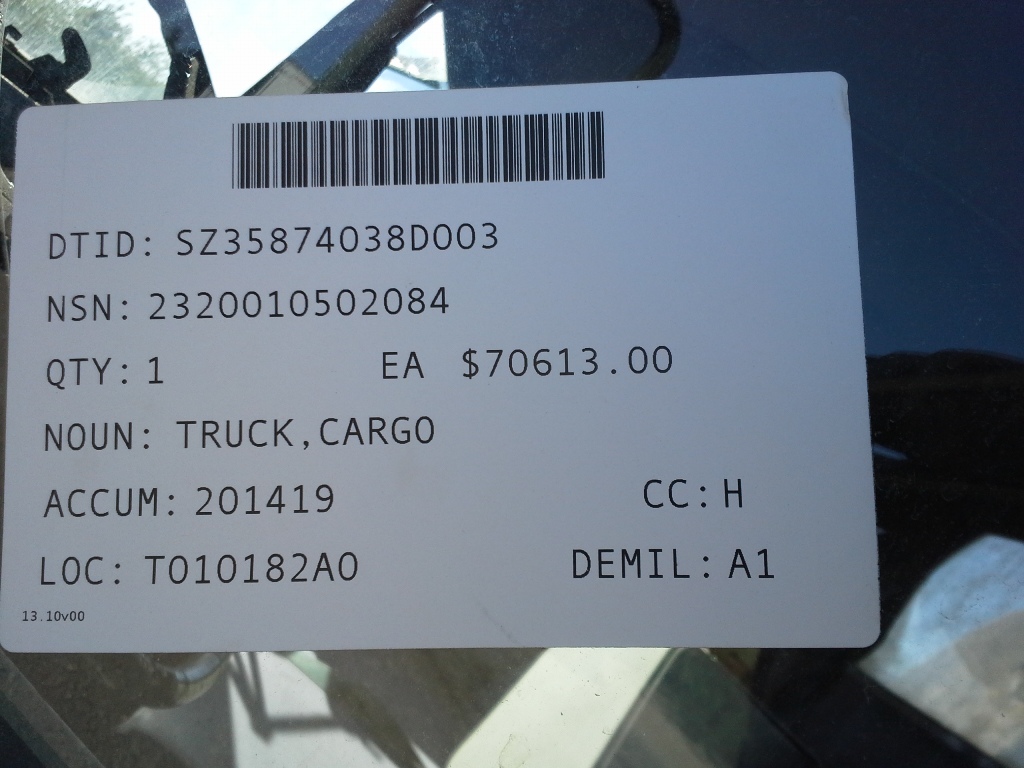 DTID: SZ35874038D003
NSN: 2320010502084
QTY: 1 EA $70613.00
NOUN: TRUCK,CARGO
ACCUM: 201419 CC: H
LOC: T010182A0 DEMIL: A1
13.10v00